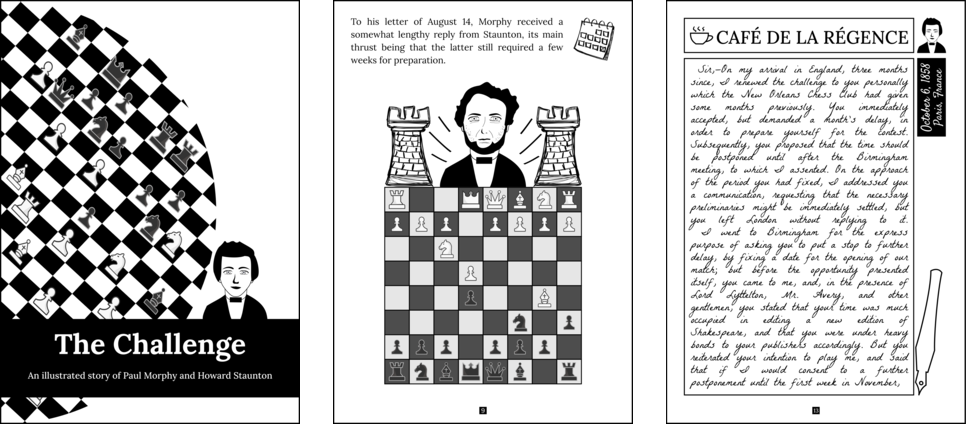 The Challenge
An illustrated story of Paul Morphy and Howard Staunton
To his letter of August 14, Morphy received a
somewhat lengthy reply from Staunton, its main
thrust being that the latter still required a few
weeks for preparation.
9
CAFÉ DE LA RÉGENCE
October 6, 1858
Paris, France
Sir,—On my arrival in England, three months
since, I renewed the challenge to you personally
which the New Orleans Chess Club had given
some months previously. You immediately
accepted, but demanded a month's delay, in
order to prepare yourself for the contest.
Subsequently, you proposed that the time should
be postponed until after the Birmingham
meeting, to which I assented. On the approach
of the period you had fixed, I addressed you
a communication, requesting that the necessary
preliminaries might be immediately settled, but
you left London without replying to it.
I went to Birmingham for the express
purpose of asking you to put a stop to further
delay, by fixing a date for the opening of our
match; but before the opportunity presented
itself, you came to me, and, in the presence of
Lord Lyttelton, Mr. Avery, and other
gentlemen, you stated that your time was much
occupied in editing a new edition of
Shakespeare, and that you were under heavy
bonds to your publishers accordingly. But you
reiterated your intention to play me, and said
that if I would consent to a further
postponement until the first week in November,
13